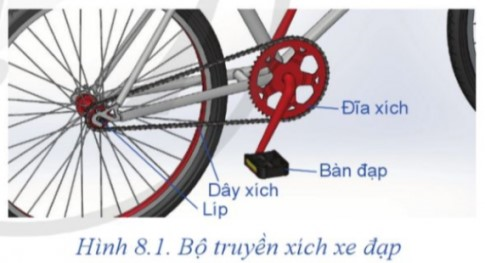 Đĩa xích
Bàn đạp
Dây xích
Líp
Hình 8.1. Bộ truyền xích xe đạp